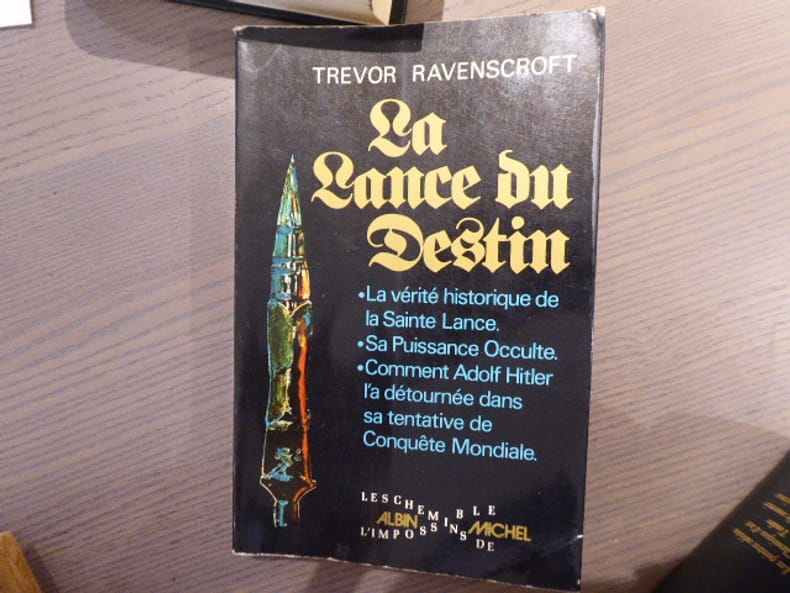 TREVOR RAVENSCROFT
La
Lance du
Destin
•La vérité historique de
la Sainte Lance.
•Sa Puissance Occulte.
•Comment Adolf Hitler
l'a détournée dans
sa tentative de
Conquête Mondiale.
LES CHEMINS DE
L'IMPOSSIBLE
ALBIN MICHEL